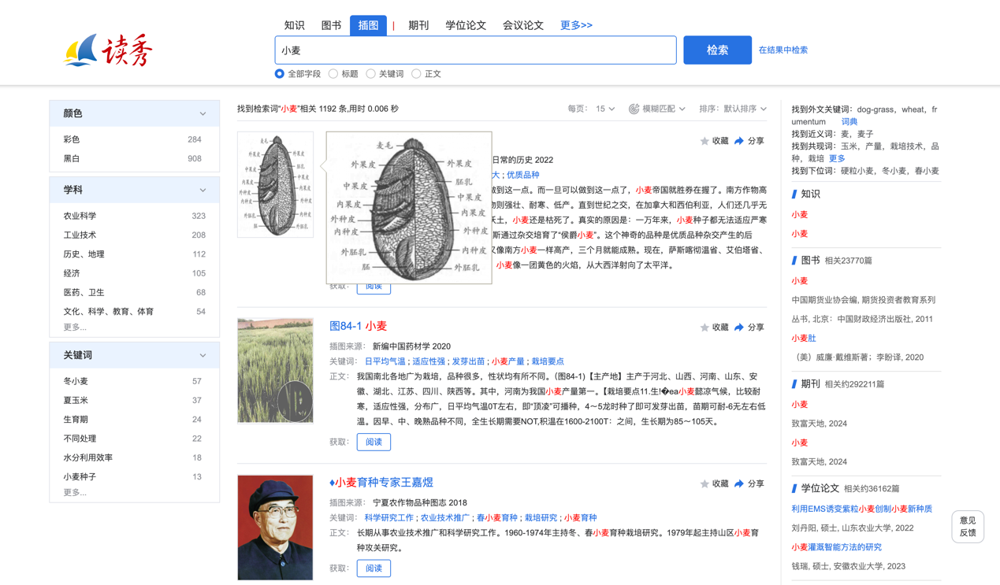 读秀
知识 图书 插图 | 期刊 学位论文 会议论文 更多>>
小麦
检索
在结果中检索
全部字段 标题 关键词 正文
颜色
彩色 284
黑白 908
学科
农业科学 323
工业技术 208
历史、地理 112
经济 105
医药、卫生 68
文化、科学、教育、体育 54
更多...
关键词
冬小麦 57
夏玉米 37
生育期 24
不同处理 22
水分利用效率 18
小麦种子 13
更多...
找到检索词"小麦"相关 1192 条,用时 0.006 秒
每页: 15 模糊匹配 排序: 默认排序
收藏 分享
麦毛
外果皮 外果皮
中果皮 胚乳
内果皮 中果皮
外种皮 内果皮
内种皮 外种皮
外胚乳 内种皮
胚 外胚乳
日常的历史 2022
大 ; 优质品种
做到这一点。而一旦可以做到这一点了，小麦帝国就胜券在握了。南方作物高
物则强壮、耐寒、低产。直到世纪之交，在加拿大和西伯利亚，人们还几乎无
沃土，小麦还是枯死了。真实的原因是：一万年来，小麦种子都无法适应严寒
斯通过杂交培育了“侯爵小麦”。这个神奇的品种是优质品种杂交产生的后
又像南方小麦一样高产，三个月就能成熟。现在，萨斯喀彻温省、艾伯塔省、
小麦像一团黄色的火焰，从大西洋射向了太平洋。
获取: 阅读
图84-1 小麦
收藏 分享
插图来源: 新编中国药材学 2020
关键词: 日平均气温 ; 适应性强 ; 发芽出苗 ; 小麦产量 ; 栽培要点
正文: 我国南北各地广为栽培，品种很多，性状均有所不同。(图84-1)【主产地】主产于河北、山西、河南、山东、安
徽、湖北、江苏、四川、陕西等。其中，河南为我国小麦产量第一。【栽培要点11.生!�ea小麦懿凉气候，比较耐
寒，适应性强，分布广，日平均气温0T左右，即“顶凌”可播种，4～5龙时种了即可发芽出苗，苗期可耐-6无左右低
温。因早、中、晚熟品种不同，全生长期需要NOT,积温在1600-2100T：之间，生长期为85～105天。
获取: 阅读
♦小麦育种专家王嘉煜
收藏 分享
插图来源: 宁夏农作物品种图志 2018
关键词: 科学研究工作 ; 农业技术推广 ; 春小麦育种 ; 栽培研究 ; 小麦育种
正文: 长期从事农业技术推广和科学研究工作。1960-1974年主持冬、春小麦育种栽培研究。1979年起主持山区小麦育
种攻关研究。
获取: 阅读
找到外文关键词：dog-grass，wheat，fr
umentum 词典
找到近义词：麦，麦子
找到共现词：玉米，产量，栽培技术，品
种，栽培 更多
找到下位词：硬粒小麦，冬小麦，春小麦
知识
小麦
小麦
图书 相关23770篇
小麦
中国期货业协会编, 期货投资者教育系列
丛书, 北京：中国财政经济出版社, 2011
小麦肚
（美）威廉·戴维斯著；李盼译, 2020
期刊 相关约292211篇
小麦
致富天地, 2024
小麦
致富天地, 2024
学位论文 相关约36162篇
利用EMS诱变紫粒小麦创制小麦新种质
刘丹阳, 硕士, 山东农业大学, 2022
小麦灌溉智能方法的研究
钱瑞, 硕士, 安徽农业大学, 2023
意见
反馈